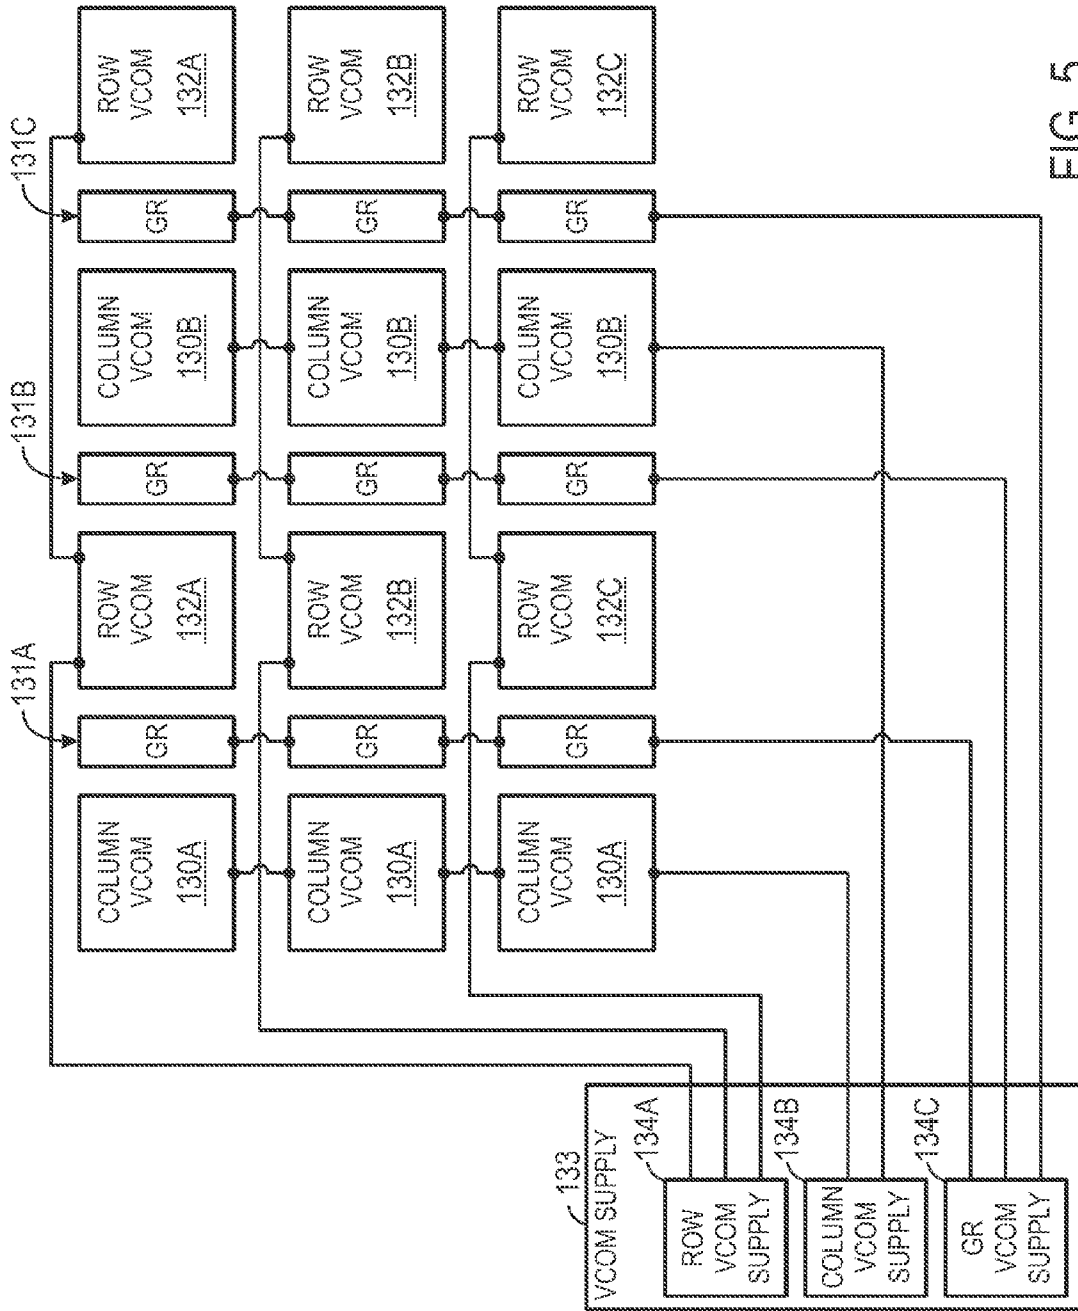 131A
131B
131C
COLUMN
VCOM
130A
GR
ROW
VCOM
132A
GR
COLUMN
VCOM
130B
GR
ROW
VCOM
132A
COLUMN
VCOM
130A
GR
ROW
VCOM
132B
GR
COLUMN
VCOM
130B
GR
ROW
VCOM
132B
COLUMN
VCOM
130A
GR
ROW
VCOM
132C
GR
COLUMN
VCOM
130B
GR
ROW
VCOM
132C
133
VCOM SUPPLY
134A
ROW
VCOM
SUPPLY
134B
COLUMN
VCOM
SUPPLY
134C
GR
VCOM
SUPPLY
FIG. 5